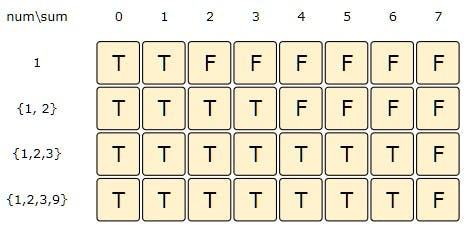 num\sum 0 1 2 3 4 5 6 7
1 T T F F F F F F
{1, 2} T T T T F F F F
{1,2,3} T T T T T T T F
{1,2,3,9} T T T T T T T F